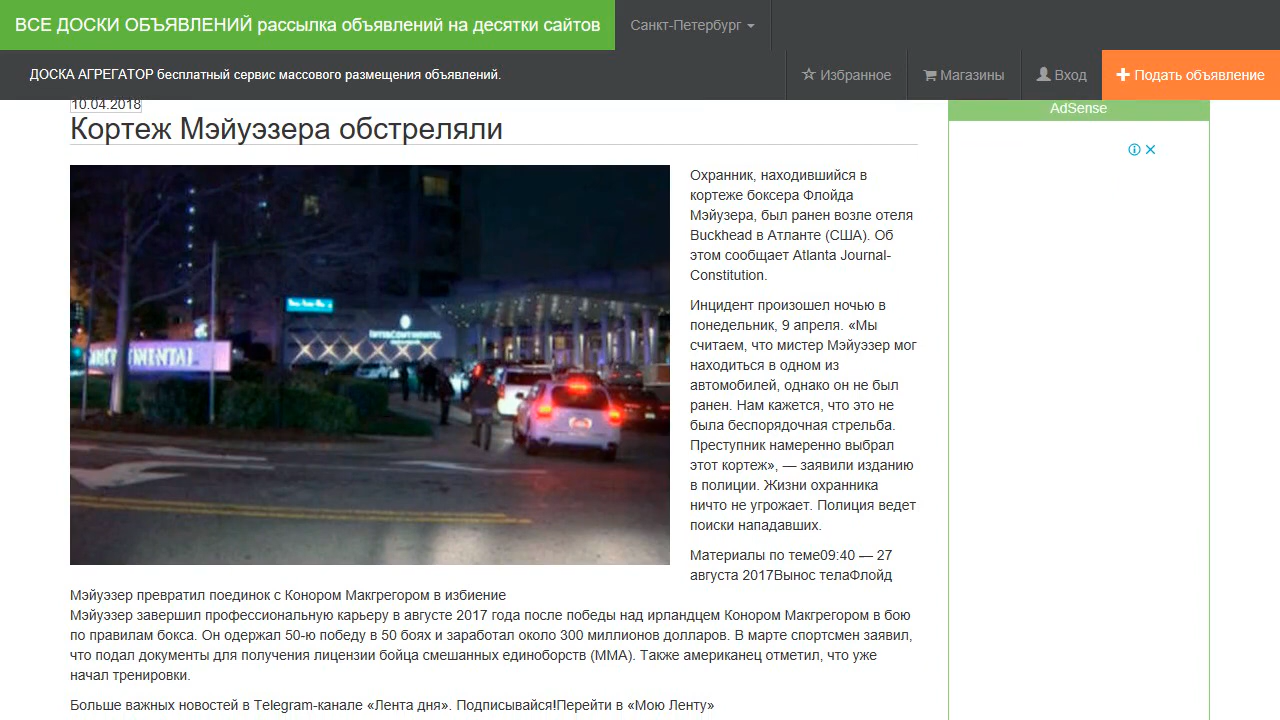 ВСЕ ДОСКИ ОБЪЯВЛЕНИЙ рассылка объявлений на десятки сайтов
Санкт-Петербург
ДОСКА АГРЕГАТОР бесплатный сервис массового размещения объявлений.
Избранное
Магазины
Вход
Подать объявление
10.04.2018
Кортеж Мэйуэзера обстреляли
AdSense
INTERCONTINENTAL
Охранник, находившийся в
кортеже боксера Флойда
Мэйузера, был ранен возле отеля
Buckhead в Атланте (США). Об
этом сообщает Atlanta Journal-
Constitution.
Инцидент произошел ночью в
понедельник, 9 апреля. «Мы
считаем, что мистер Мэйуэзер мог
находиться в одном из
автомобилей, однако он не был
ранен. Нам кажется, что это не
была беспорядочная стрельба.
Преступник намеренно выбрал
этот кортеж», — заявили изданию
в полиции. Жизни охранника
ничто не угрожает. Полиция ведет
поиски нападавших.
Материалы по теме09:40 — 27
августа 2017Вынос телаФлойд
Мэйуэзер превратил поединок с Конором Макгрегором в избиение
Мэйуэзер завершил профессиональную карьеру в августе 2017 года после победы над ирландцем Конором Макгрегором в бою
по правилам бокса. Он одержал 50-ю победу в 50 боях и заработал около 300 миллионов долларов. В марте спортсмен заявил,
что подал документы для получения лицензии бойца смешанных единоборств (MMA). Также американец отметил, что уже
начал тренировки.
Больше важных новостей в Telegram-канале «Лента дня». Подписывайся!Перейти в «Мою Ленту»